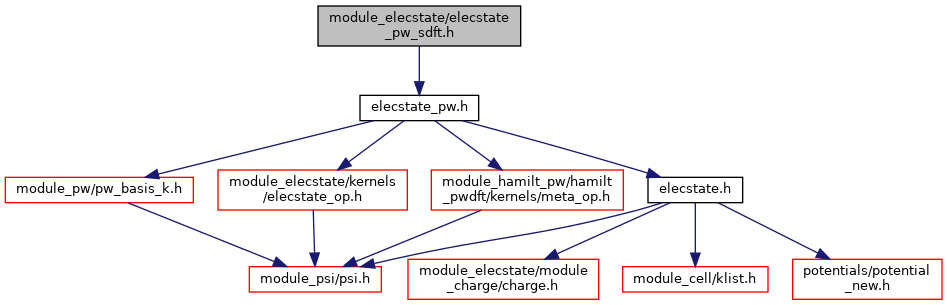 module_elecstate/elecstate
_pw_sdft.h
elecstate_pw.h
module_pw/pw_basis_k.h
module_elecstate/kernels
/elecstate_op.h
module_hamilt_pw/hamilt
_pwdft/kernels/meta_op.h
elecstate.h
module_psi/psi.h
module_elecstate/module
_charge/charge.h
module_cell/klist.h
potentials/potential
_new.h